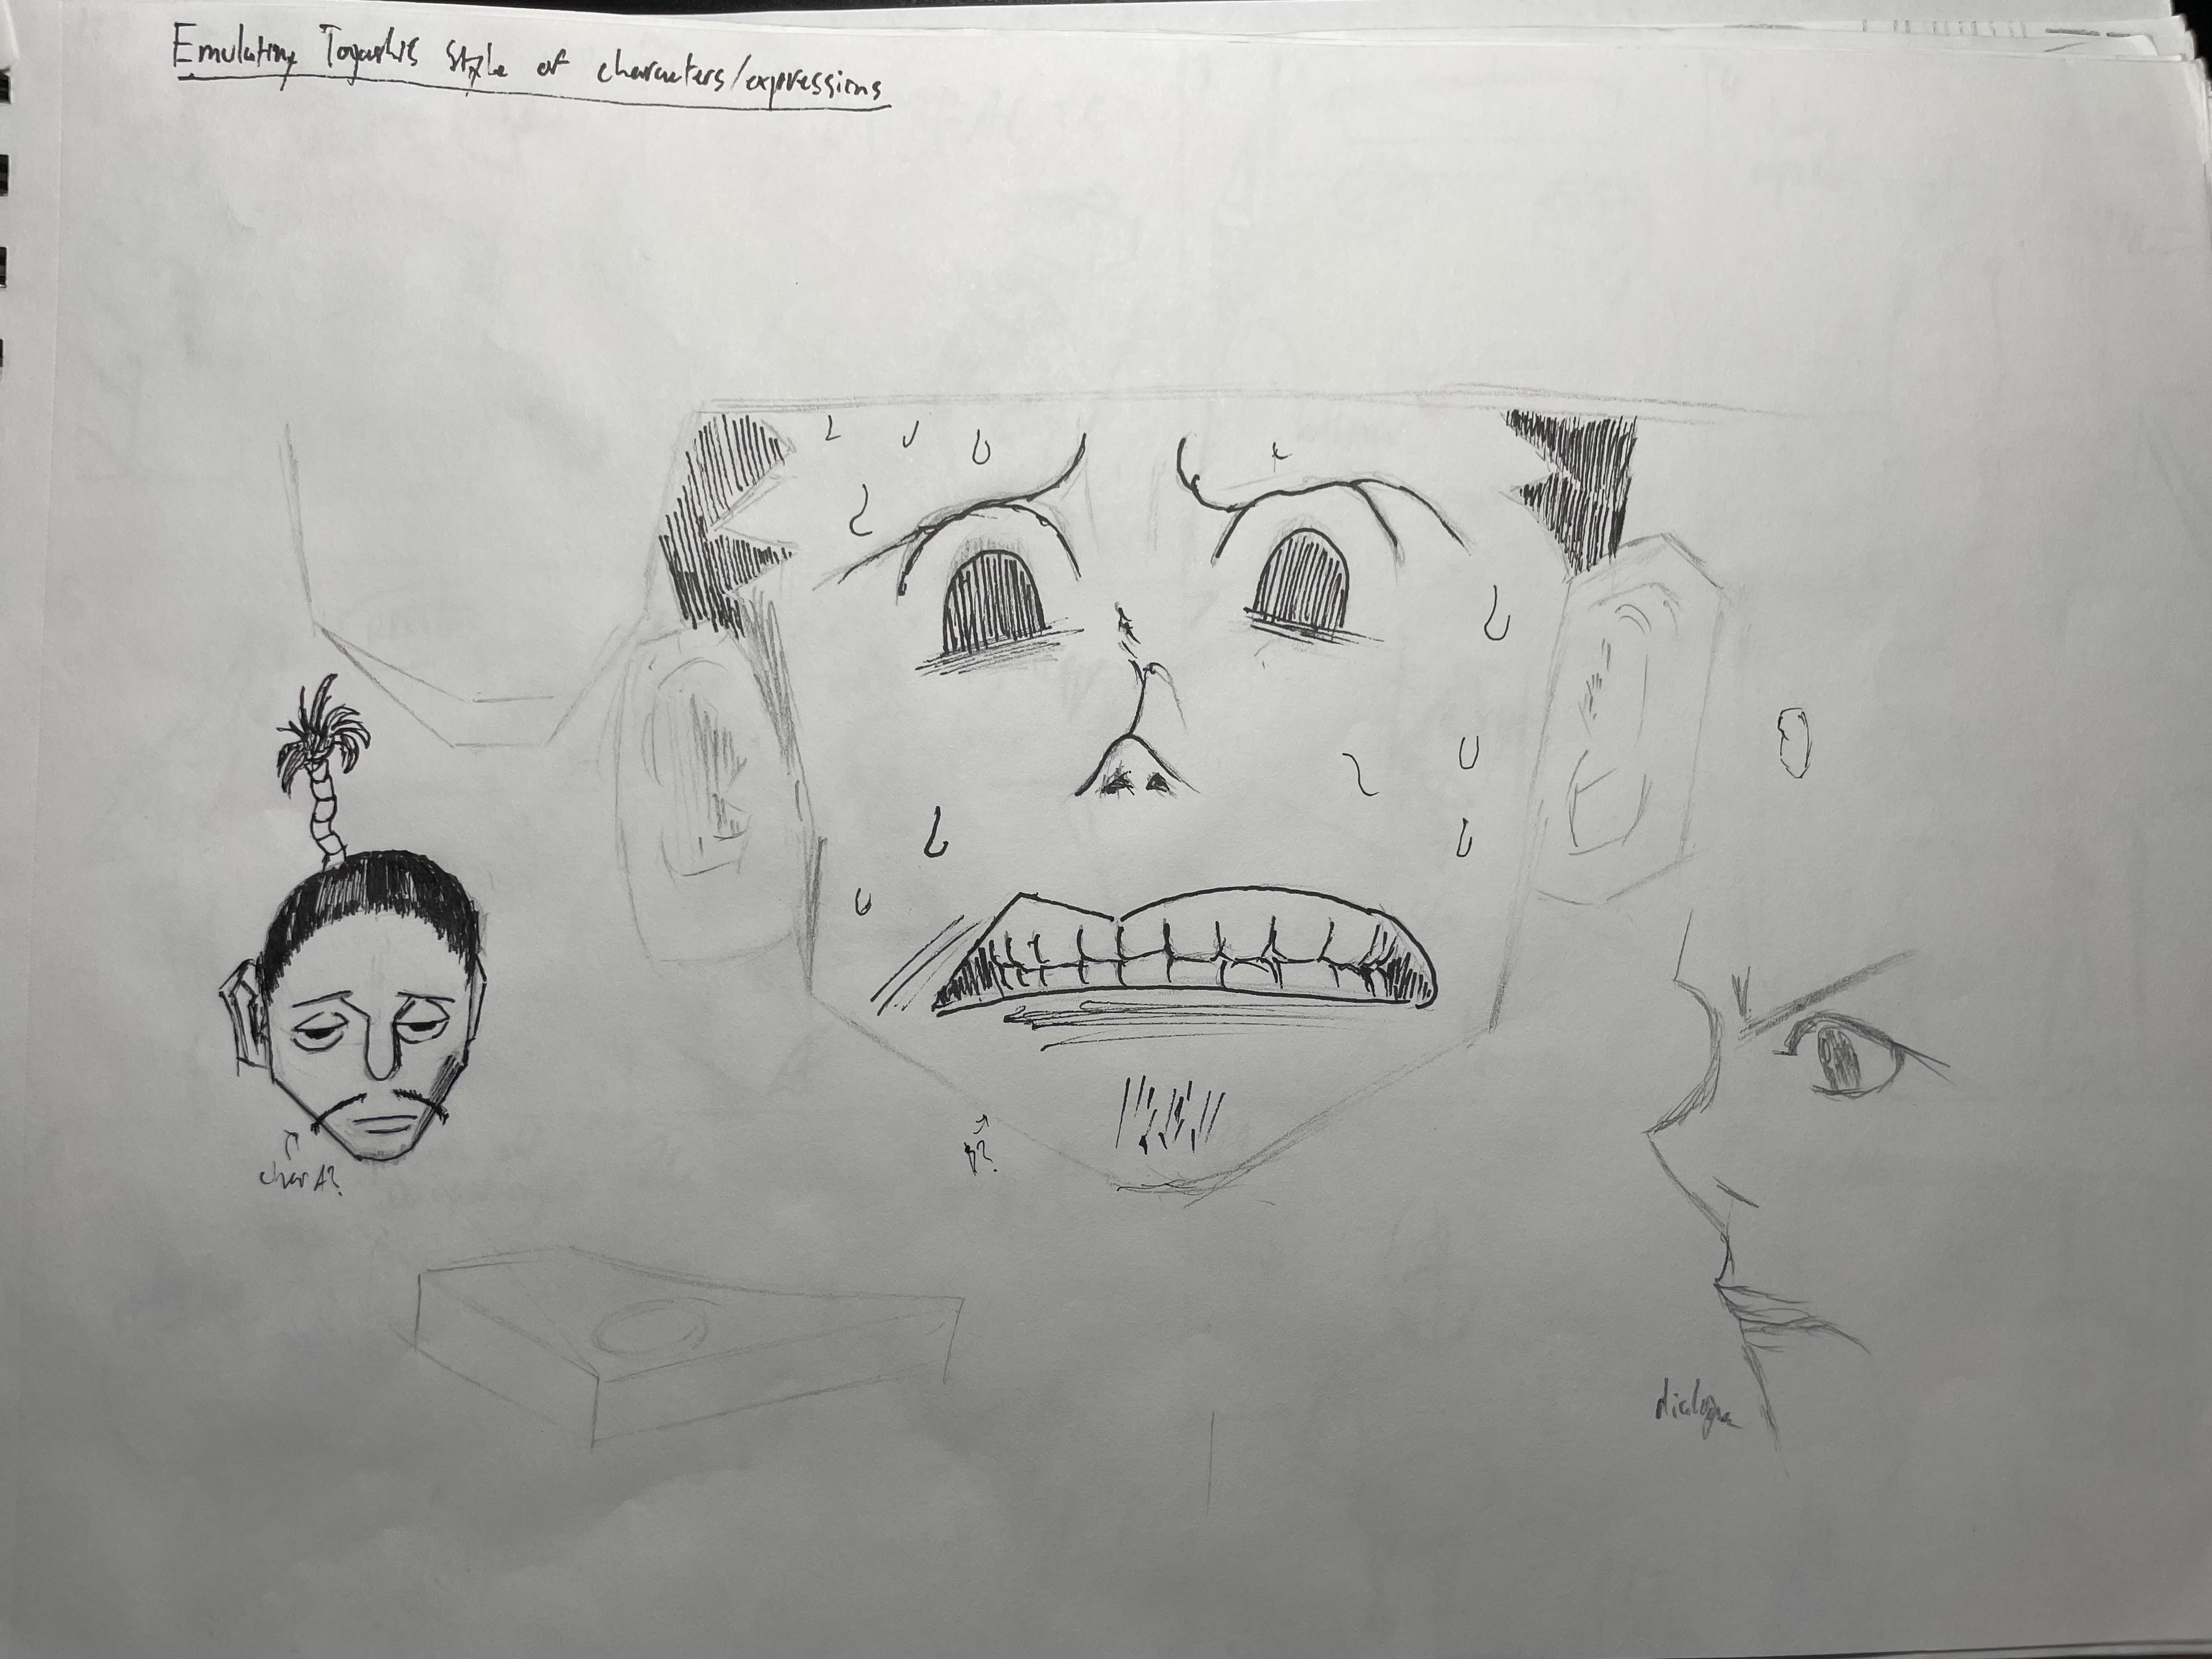 Emulating Togashi's style of characters/expressions
char A?
B?
dialogue